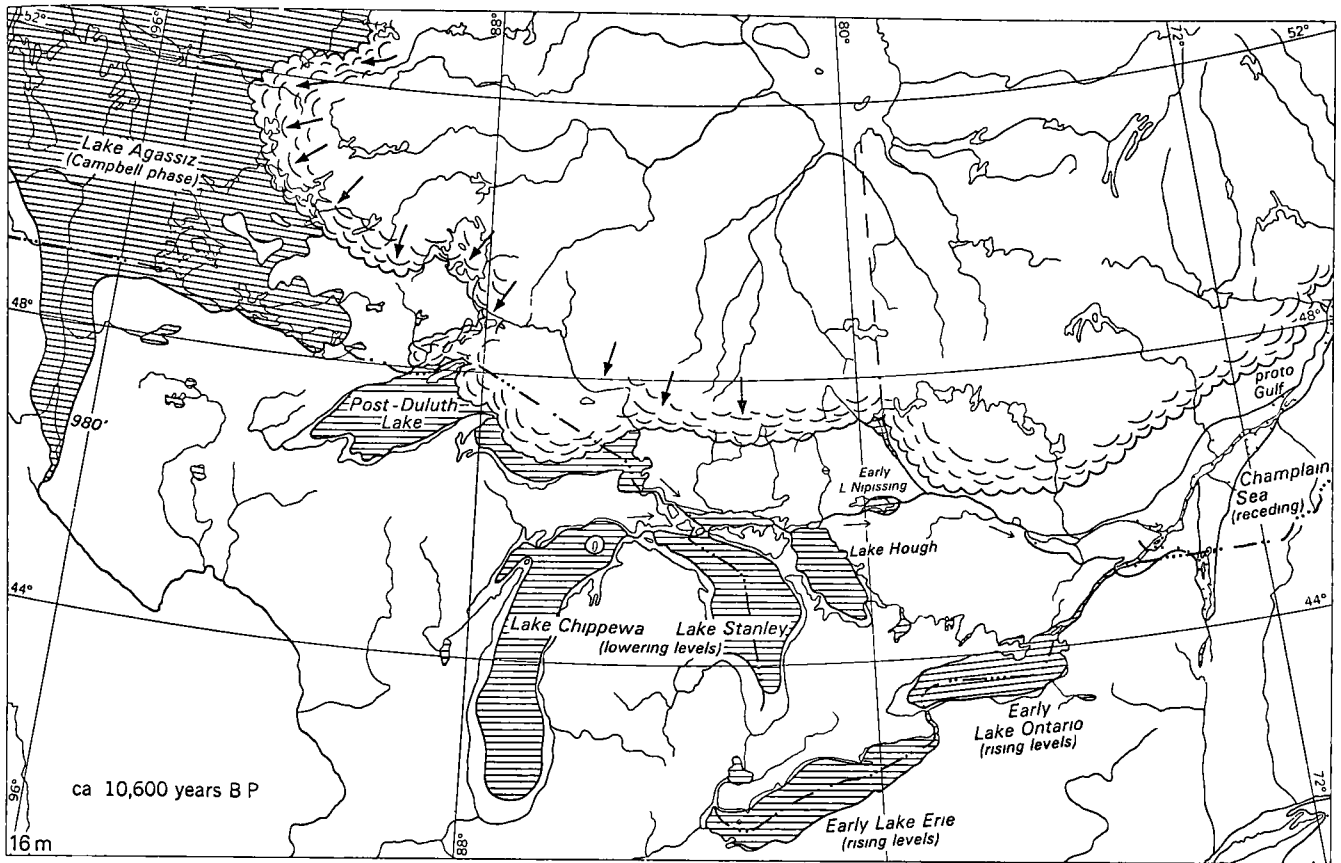 52°
96°
88°
80°
72°
52°
Lake Agassiz
(Campbell phase)
48°
48°
980'
Post-Duluth
Lake
proto
Gulf
Early
L Nipissing
Champlain
Sea
(receding)
Lake Hough
44°
44°
Lake Chippewa
Lake Stanley
(lowering levels)
Early
Lake Ontario
(rising levels)
Early Lake Erie
(rising levels)
ca 10,600 years B P
96°
88°
72°
16 m